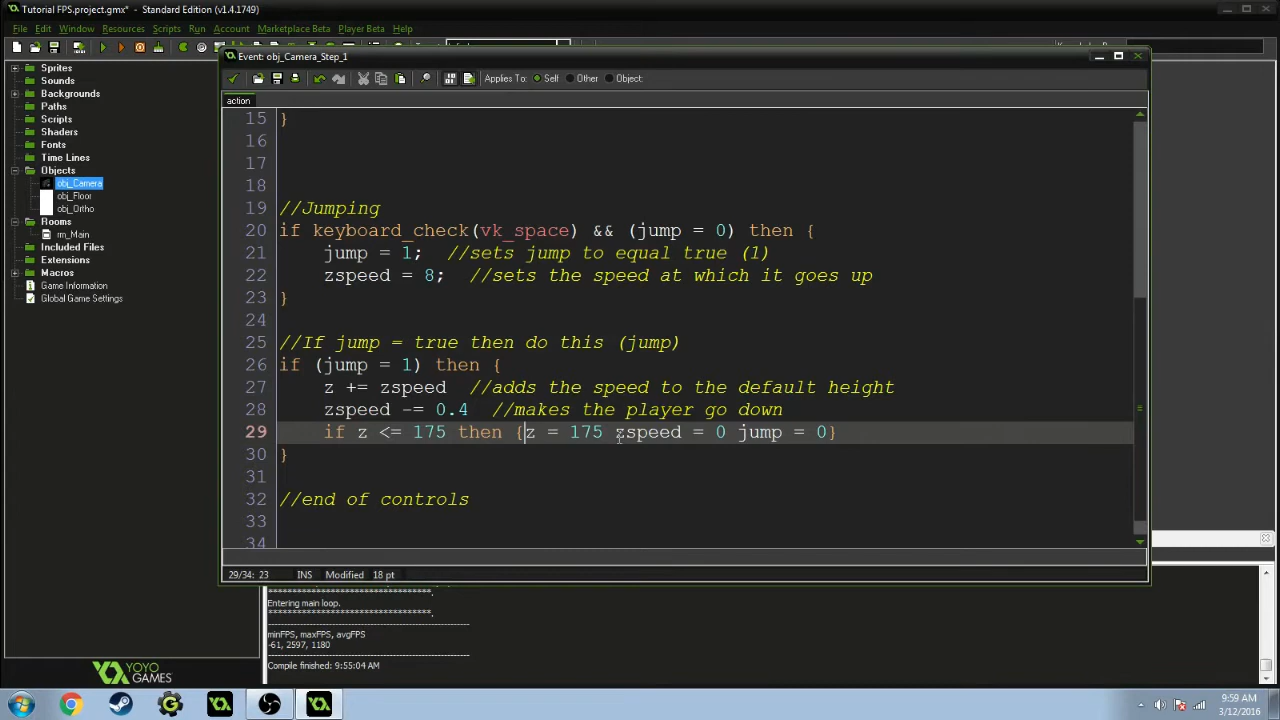 Tutorial FPS.project.gmx* - Standard Edition (v1.4.1749)
File Edit Window Resources Scripts Run Account Marketplace Beta Player Beta Help
Event: obj_Camera_Step_1
Applies To: Self Other Object:
action
Sprites
Sounds
Backgrounds
Paths
Scripts
Shaders
Fonts
Time Lines
Objects
obj_Camera
obj_Floor
obj_Ortho
Rooms
rm_Main
Included Files
Extensions
Macros
Game Information
Global Game Settings
15 }
16
17
18
19 //Jumping
20 if keyboard_check(vk_space) && (jump = 0) then {
21 jump = 1; //sets jump to equal true (1)
22 zspeed = 8; //sets the speed at which it goes up
23 }
24
25 //If jump = true then do this (jump)
26 if (jump = 1) then {
27 z += zspeed //adds the speed to the default height
28 zspeed -= 0.4 //makes the player go down
29 if z <= 175 then {z = 175 zspeed = 0 jump = 0}
30 }
31
32 //end of controls
33
34
29/34: 23 INS Modified 18 pt
Entering main loop.
minFPS, maxFPS, avgFPS
-61, 2597, 1180
Compile finished: 9:55:04 AM
YOYO
GAMES
9:59 AM
3/12/2016